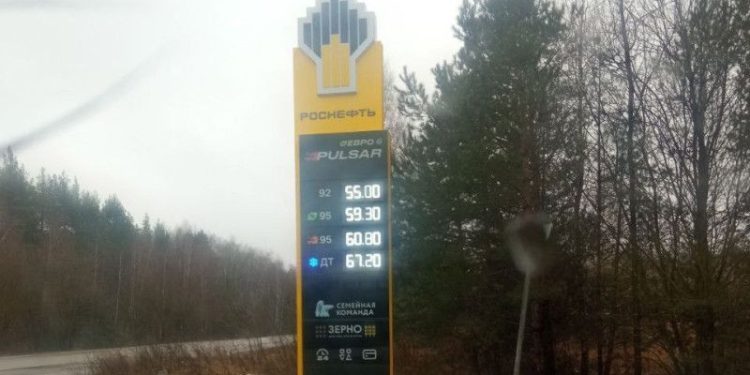 РОСНЕФТЬ
ЕВРО 6
PULSAR
92 55.00
95 59.30
95 60.80
ДТ 67.20
СЕМЕЙНАЯ
КОМАНДА
ЗЕРНО
24